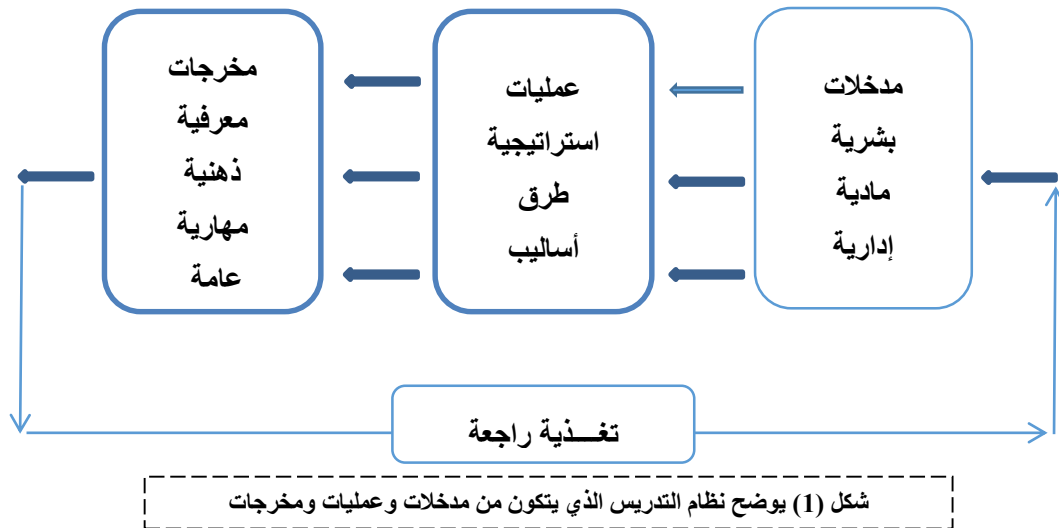 مدخلات
بشرية
مادية
إدارية
عمليات
استراتيجية
طرق
أساليب
مخرجات
معرفية
ذهنية
مهارية
عامة
تغـــذية راجعة
شكل (1) يوضح نظام التدريس الذي يتكون من مدخلات وعمليات ومخرجات